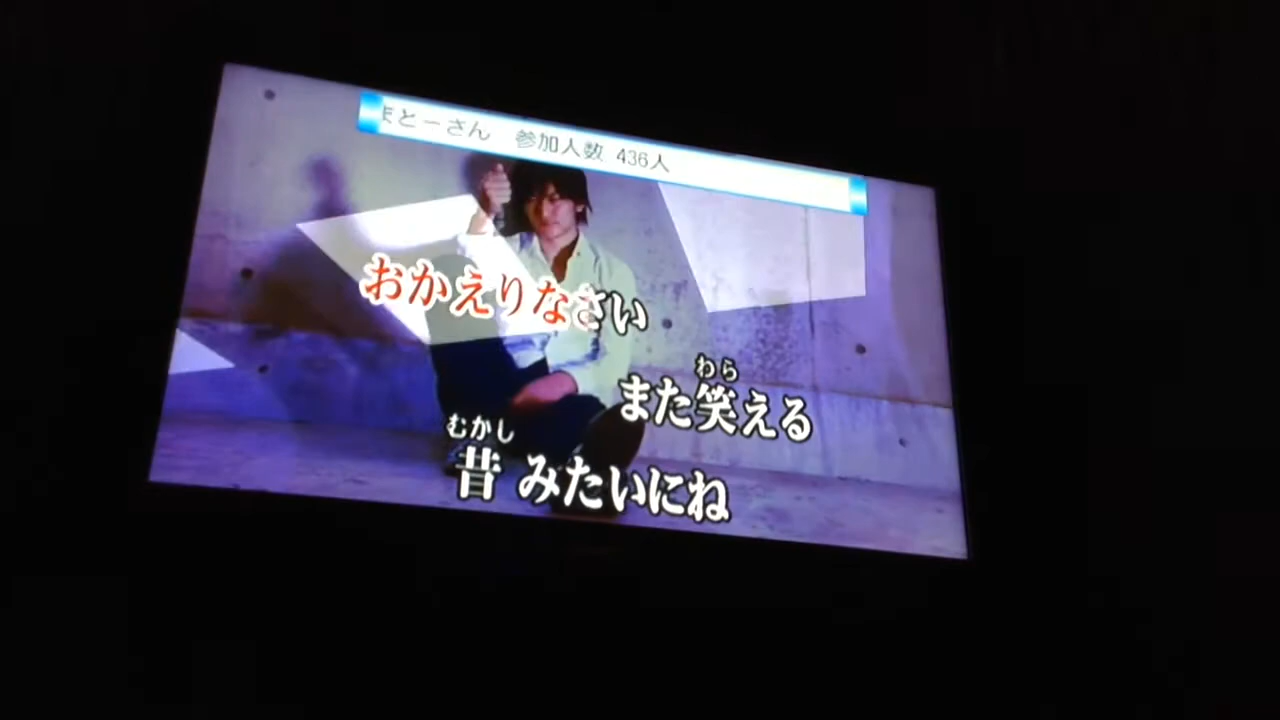 とーさん 参加人数 436人
おかえりなさい
わら
また笑える
むかし
昔 みたいにね